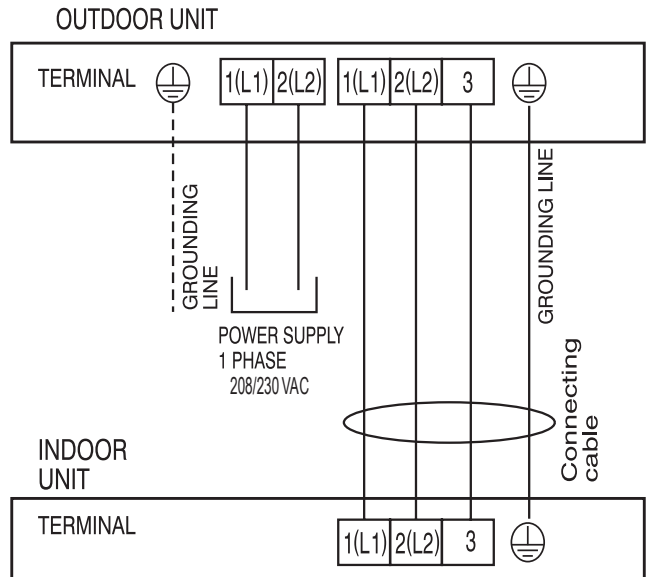 OUTDOOR UNIT
TERMINAL
1(L1) 2(L2) 1(L1) 2(L2) 3
GROUNDING
LINE
GROUNDING LINE
POWER SUPPLY
1 PHASE
208/230 VAC
Connecting
cable
INDOOR
UNIT
TERMINAL
1(L1) 2(L2) 3